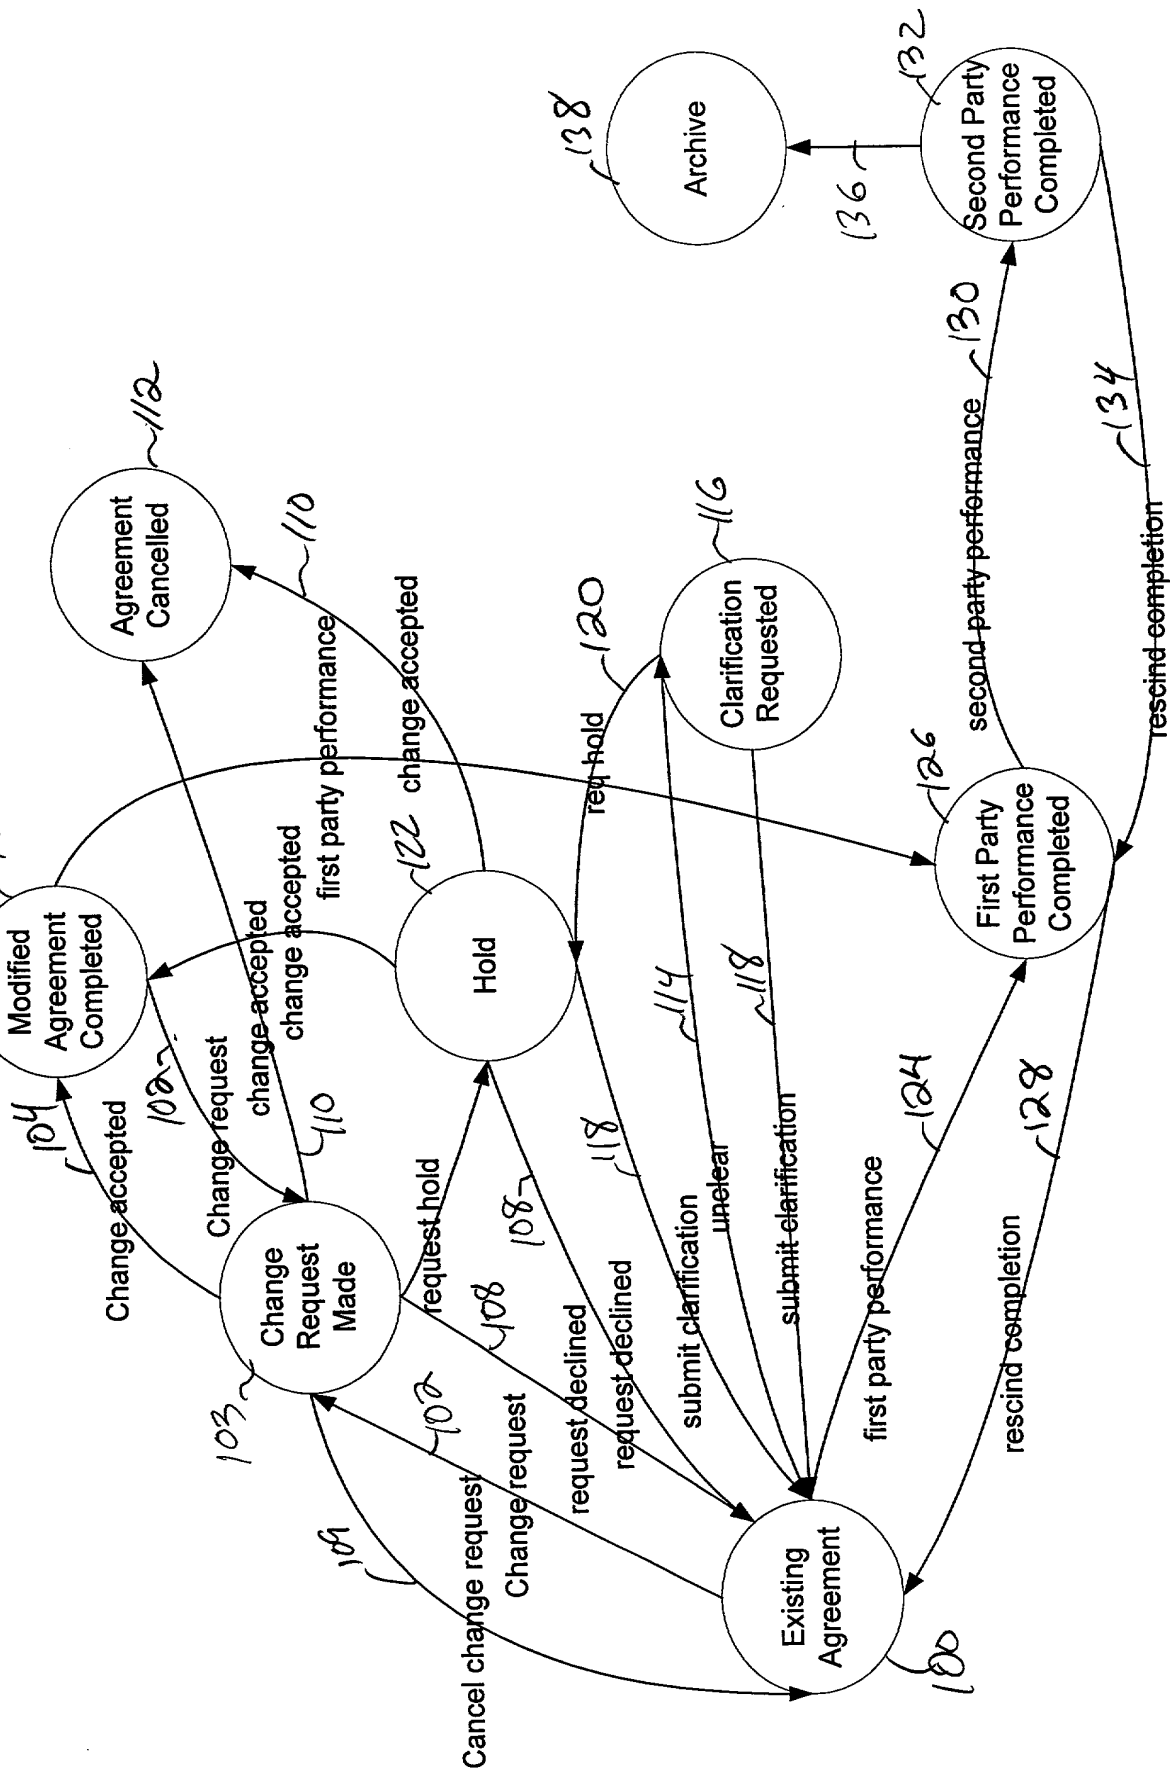 Modified
Agreement
Completed
104
Change accepted
102
Change request
103
Change
Request
Made
110
change accepted
change accepted
Agreement
Cancelled
112
110
first party performance
change accepted
122
Hold
request hold
109
Cancel change request
102
Change request
108
request declined
108
request declined
118
submit clarification
114
unclear
118
submit clarification
req hold
120
Clarification
Requested
116
Existing
Agreement
100
124
first party performance
128
rescind completion
First Party
Performance
Completed
126
second party performance
130
134
rescind completion
Second Party
Performance
Completed
132
136
Archive
138